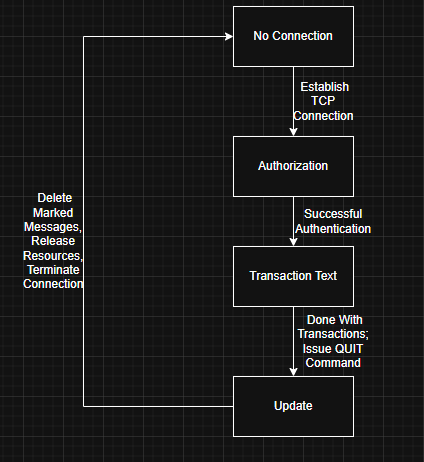 No Connection
Establish
TCP
Connection
Authorization
Successful
Authentication
Delete
Marked
Messages,
Release
Resources,
Terminate
Connection
Transaction Text
Done With
Transactions;
Issue QUIT
Command
Update